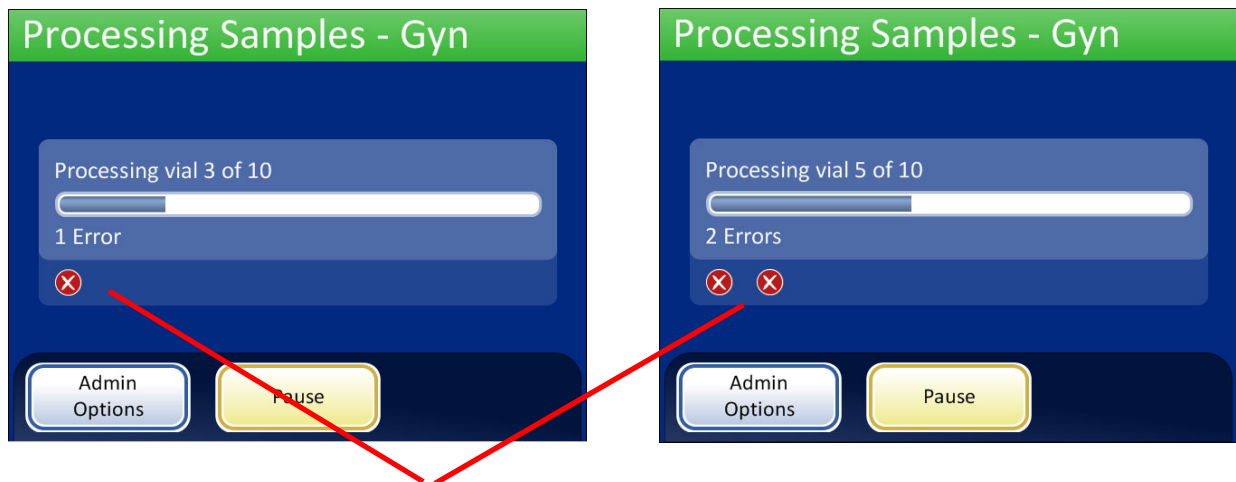 Processing Samples - Gyn
Processing vial 3 of 10
1 Error
Admin
Options
Pause
Processing Samples - Gyn
Processing vial 5 of 10
2 Errors
Admin
Options
Pause